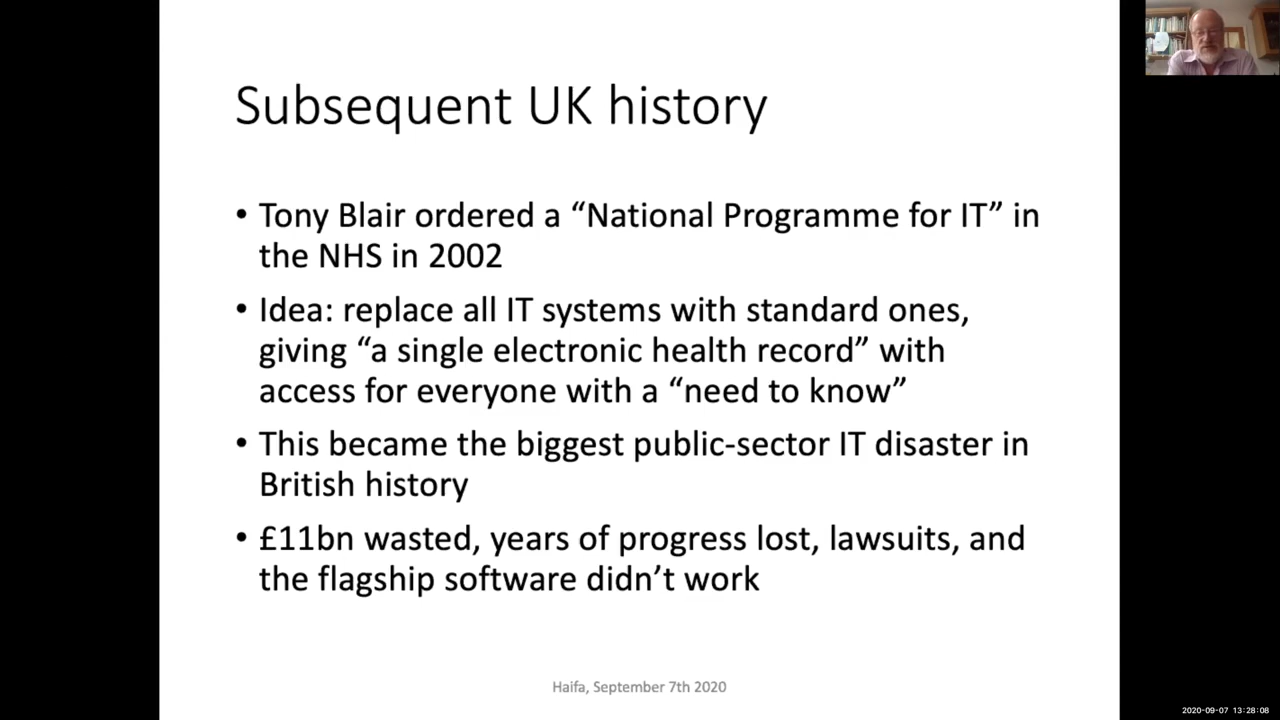 Subsequent UK history
• Tony Blair ordered a “National Programme for IT” in
the NHS in 2002
• Idea: replace all IT systems with standard ones,
giving “a single electronic health record” with
access for everyone with a “need to know”
• This became the biggest public-sector IT disaster in
British history
• £11bn wasted, years of progress lost, lawsuits, and
the flagship software didn’t work
Haifa, September 7th 2020
2020-09-07 13:28:08